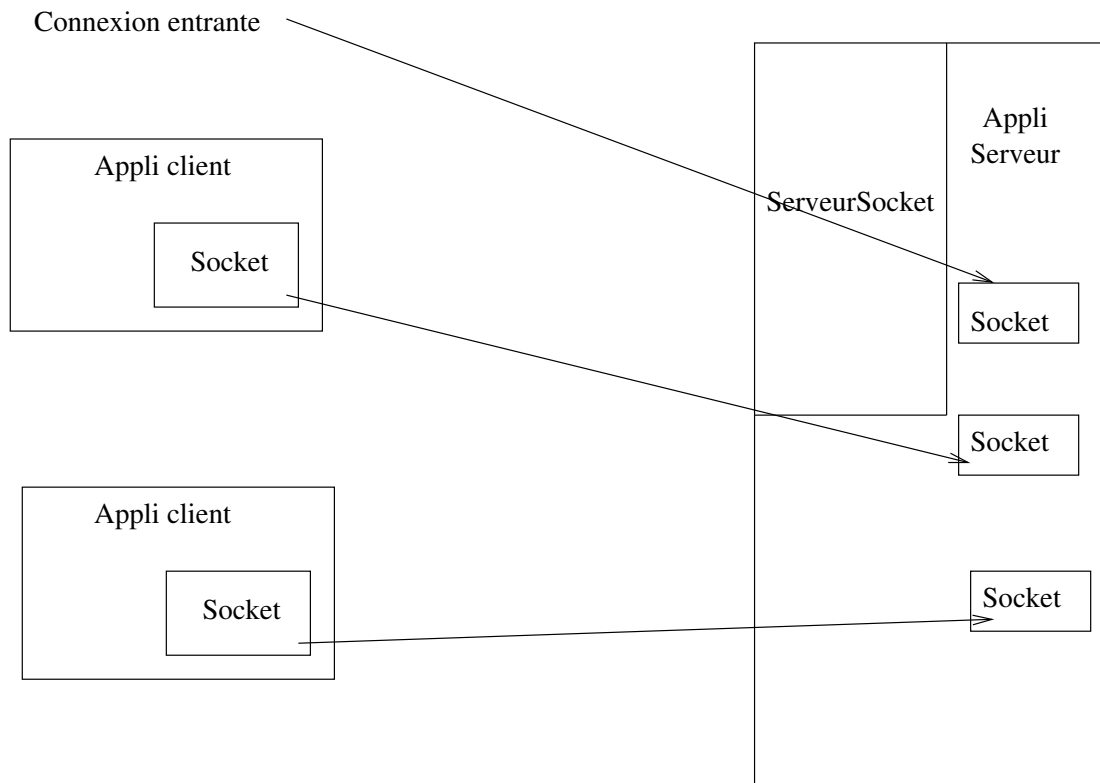 Connexion entrante
Appli
Serveur
Appli client
ServeurSocket
Socket
Socket
Socket
Appli client
Socket
Socket